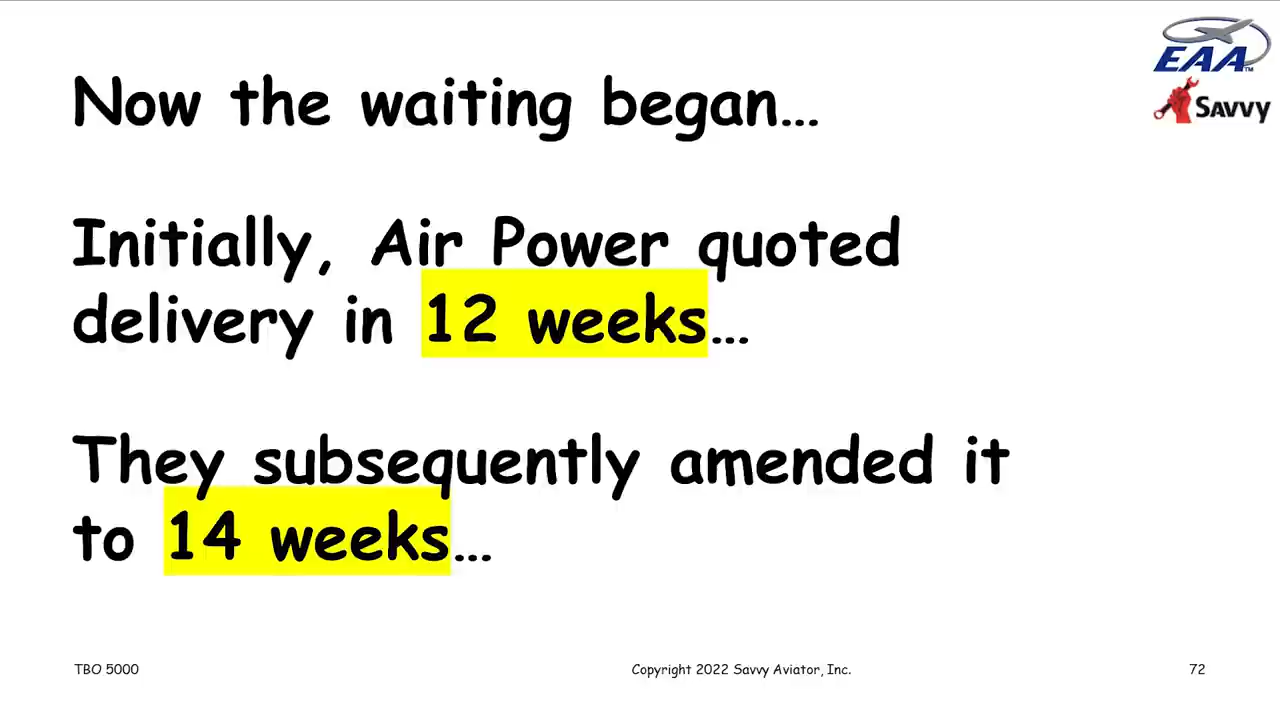 EAA
Savvy
Now the waiting began…
Initially, Air Power quoted
delivery in 12 weeks…
They subsequently amended it
to 14 weeks…
TBO 5000
Copyright 2022 Savvy Aviator, Inc.
72